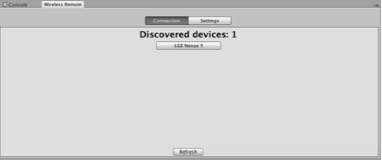 Console Wireless Remote
Connection Settings
Discovered devices: 1
LGE Nexus 5
Refresh